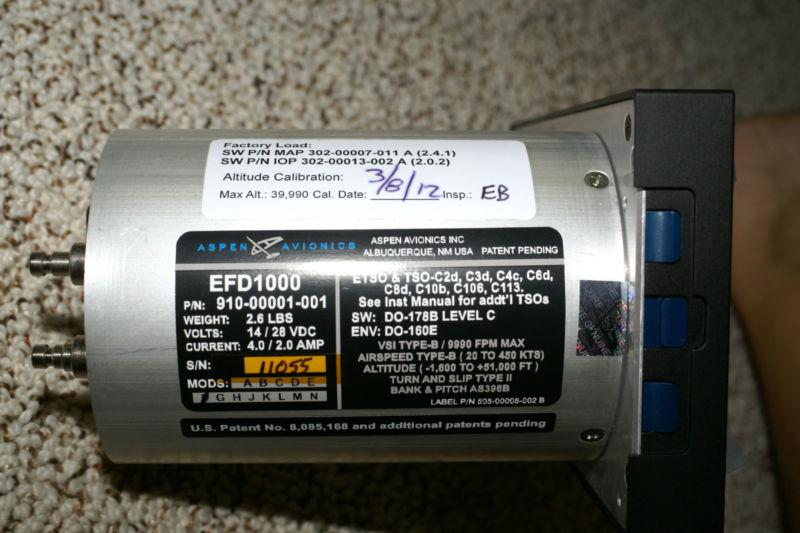 Factory Load:
SW P/N MAP 302-00007-011 A (2.4.1)
SW P/N IOP 302-00013-002 A (2.0.2)
Altitude Calibration:
Max Alt.: 39,990 Cal. Date: 3/8/12 Insp.: EB
ASPEN AVIONICS
ASPEN AVIONICS INC
ALBUQUERQUE, NM USA PATENT PENDING
EFD1000
P/N: 910-00001-001
WEIGHT: 2.6 LBS
VOLTS: 14 / 28 VDC
CURRENT: 4.0 / 2.0 AMP
S/N: 11055
MODS: A B C D E
G H J K L M N
ETSO & TSO-C2d, C3d, C4c, C6d,
C8d, C10b, C106, C113.
See Inst Manual for addt'l TSOs
SW: DO-178B LEVEL C
ENV: DO-160E
VSI TYPE-B / 9990 FPM MAX
AIRSPEED TYPE-B ( 20 TO 450 KTS)
ALTITUDE ( -1,600 TO +51,000 FT )
TURN AND SLIP TYPE II
BANK & PITCH AS396B
LABEL P/N 505-00005-002 B
U.S. Patent No. 8,085,168 and additional patents pending